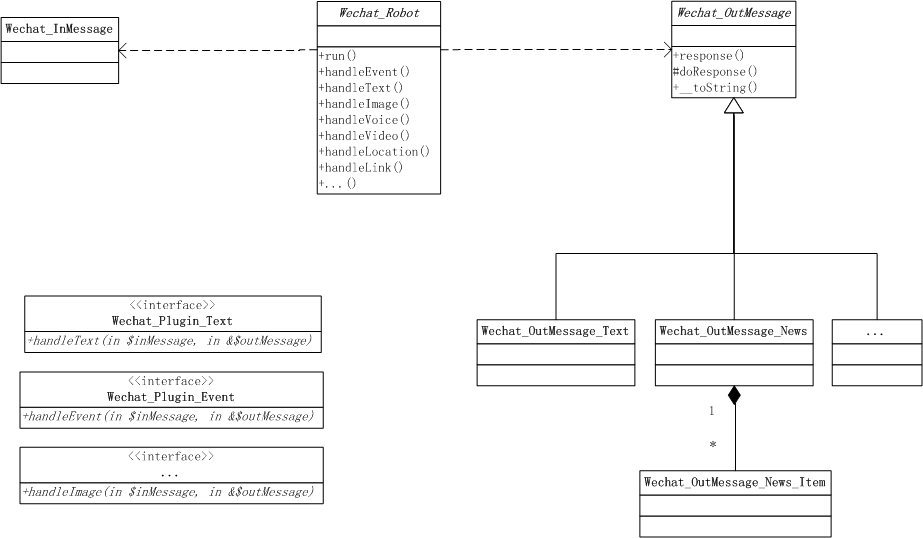 Wechat_InMessage
Wechat_Robot
+run()
+handleEvent()
+handleText()
+handleImage()
+handleVoice()
+handleVideo()
+handleLocation()
+handleLink()
+...()
Wechat_OutMessage
+response()
#doResponse()
+__toString()
<<interface>>
Wechat_Plugin_Text
+handleText(in $inMessage, in &$outMessage)
<<interface>>
Wechat_Plugin_Event
+handleEvent(in $inMessage, in &$outMessage)
<<interface>>
...
+handleImage(in $inMessage, in &$outMessage)
Wechat_OutMessage_Text
Wechat_OutMessage_News
...
1
*
Wechat_OutMessage_News_Item